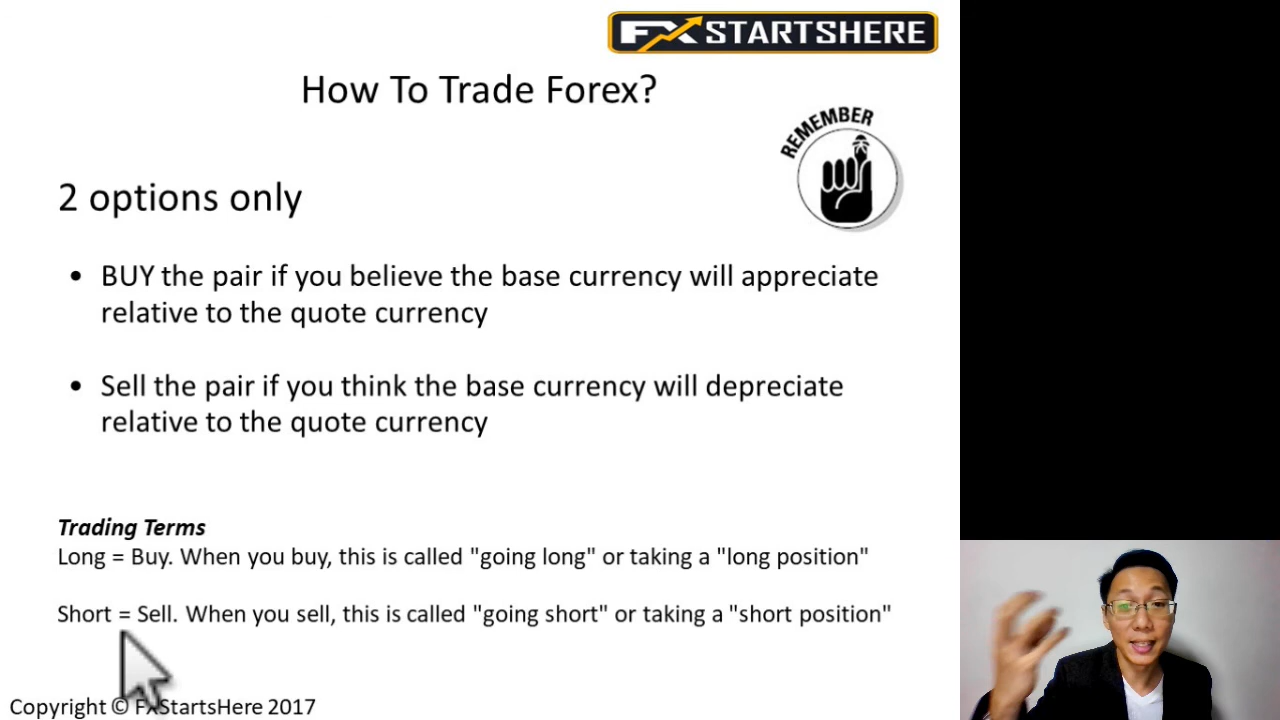 FXSTARTSHERE
How To Trade Forex?
REMEMBER
2 options only
• BUY the pair if you believe the base currency will appreciate
relative to the quote currency
• Sell the pair if you think the base currency will depreciate
relative to the quote currency
Trading Terms
Long = Buy. When you buy, this is called "going long" or taking a "long position"
Short = Sell. When you sell, this is called "going short" or taking a "short position"
Copyright © FXStartsHere 2017